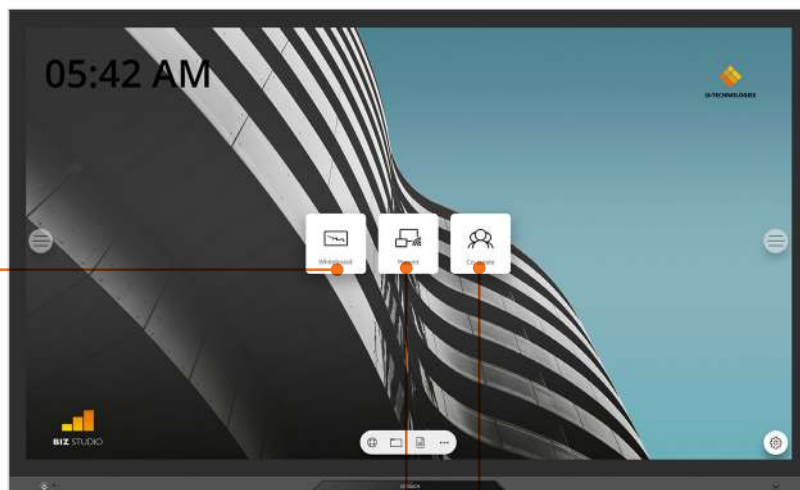 05:42 AM
Whiteboard
Present
Co-create
BIZ STUDIO